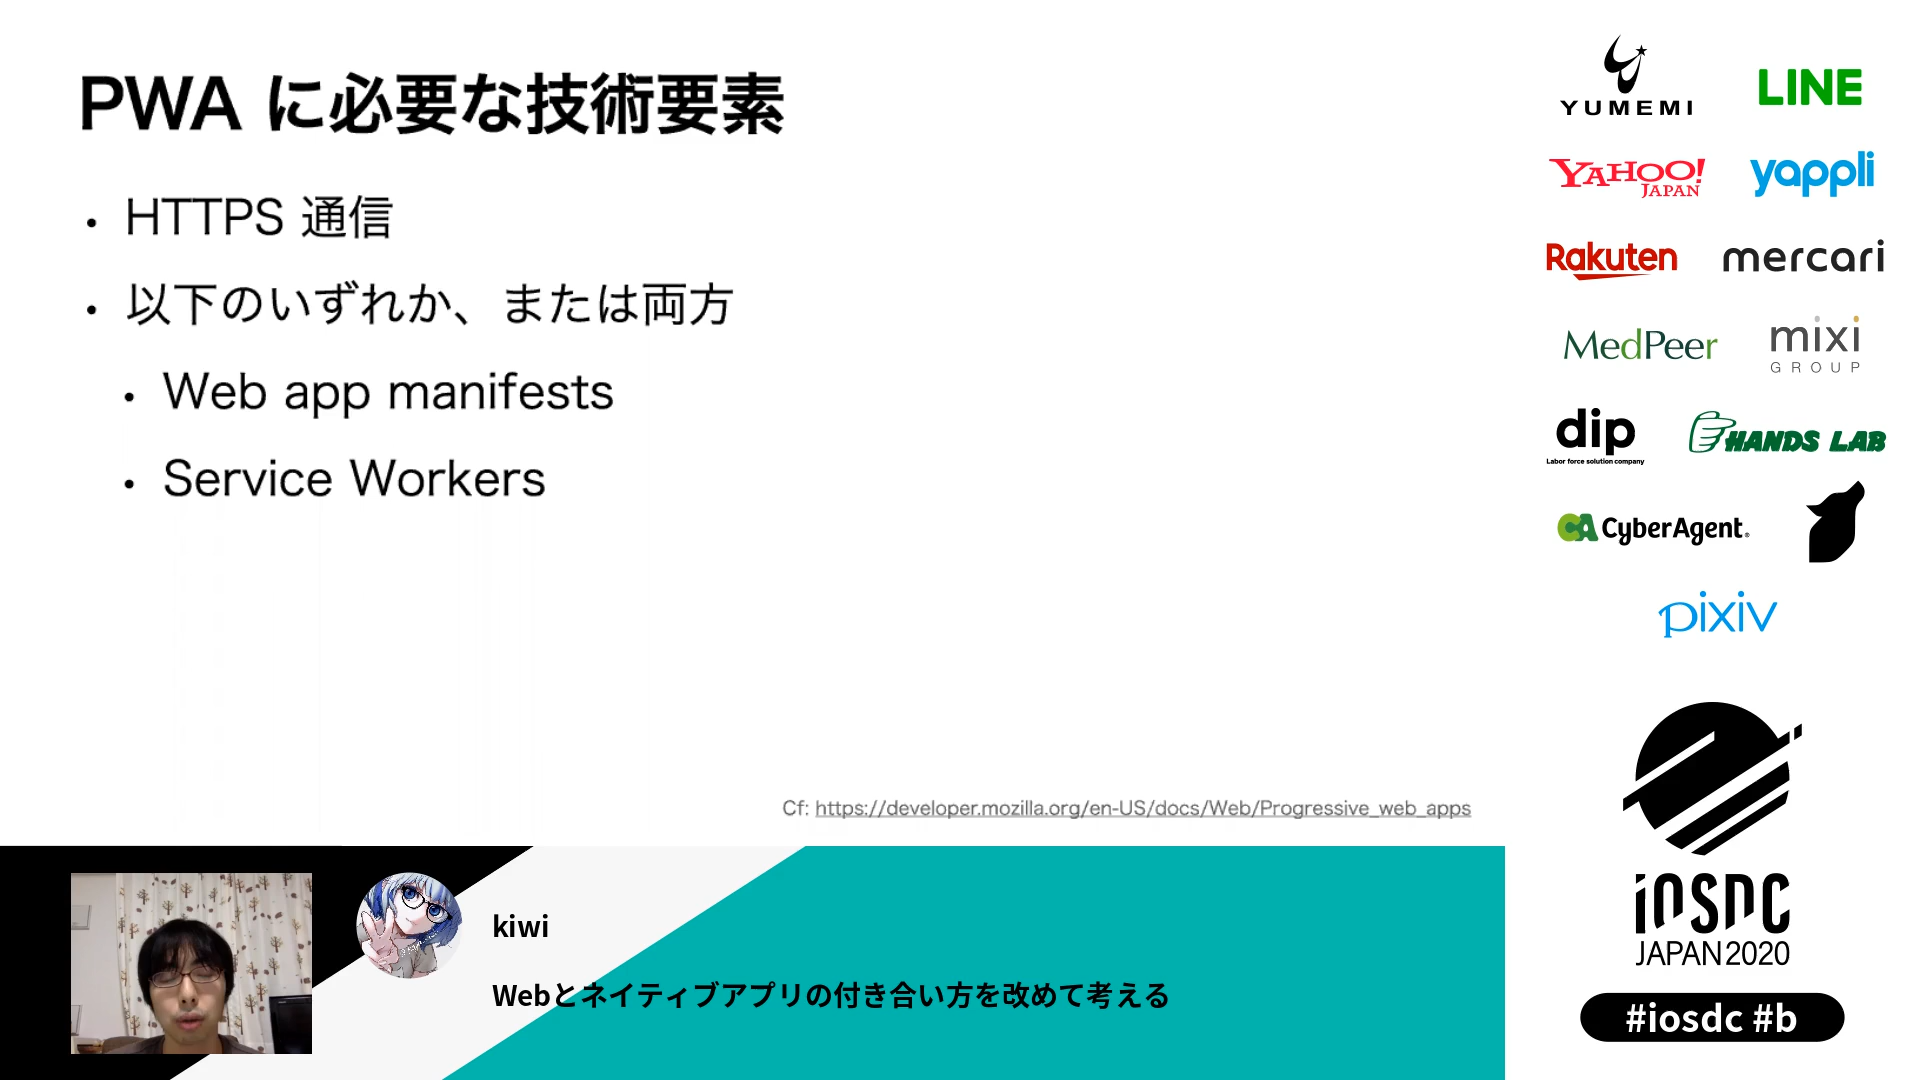 PWA に必要な技術要素
• HTTPS 通信
• 以下のいずれか、または両方
• Web app manifests
• Service Workers
Cf: https://developer.mozilla.org/en-US/docs/Web/Progressive_web_apps
kiwi
Webとネイティブアプリの付き合い方を改めて考える
YUMEMI
LINE
YAHOO!
JAPAN
yappli
Rakuten
mercari
MedPeer
mixi
GROUP
dip
Labor force solution company
HANDS LAB
CA CyberAgent®
pixiv
iOSDC
JAPAN2020
#iosdc #b